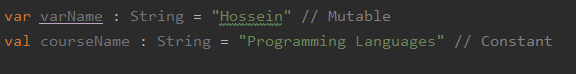 var varName : String = "Hossein" // Mutable
val courseName : String = "Programming Languages" // Constant